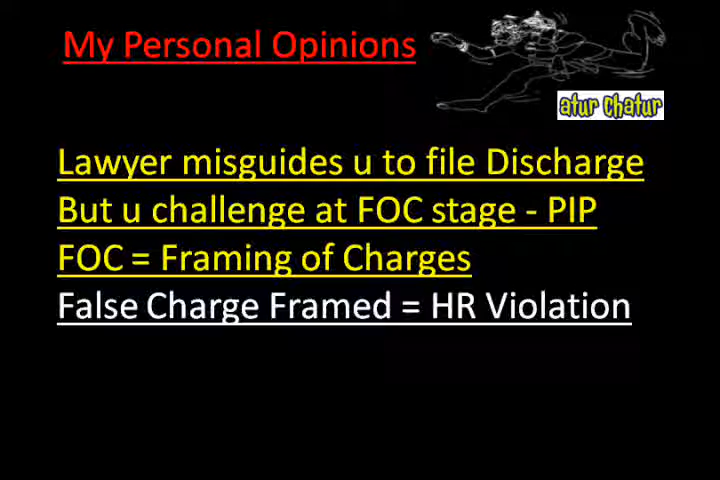 My Personal Opinions
atur chatur
Lawyer misguides u to file Discharge
But u challenge at FOC stage - PIP
FOC = Framing of Charges
False Charge Framed = HR Violation